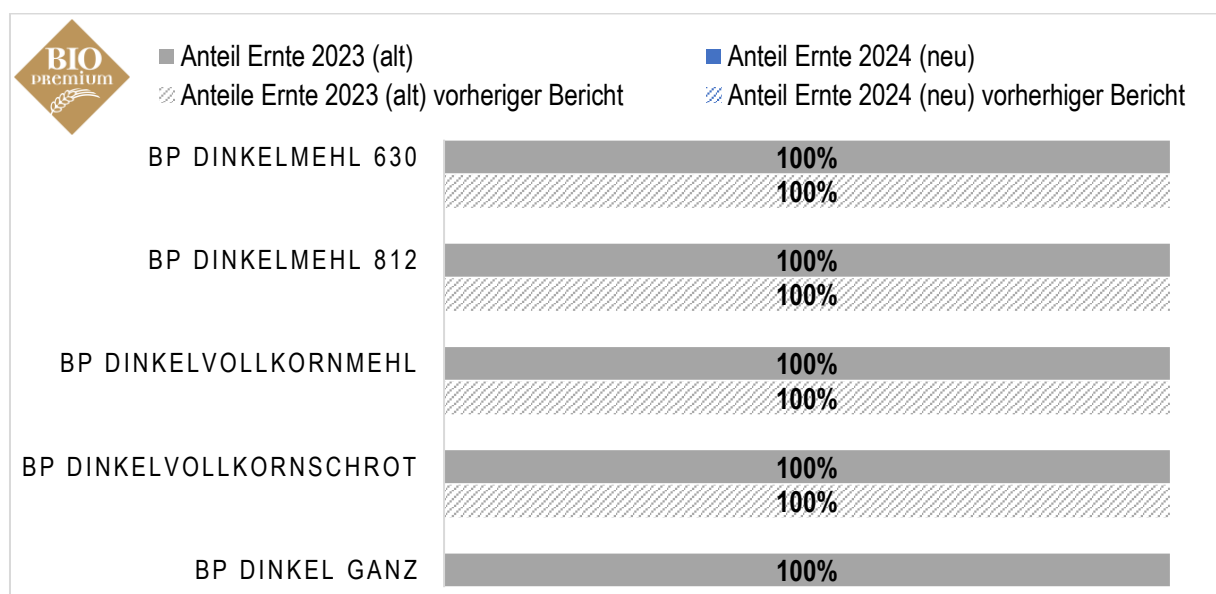 BIO
PREMIUM
Anteil Ernte 2023 (alt)
Anteil Ernte 2024 (neu)
Anteile Ernte 2023 (alt) vorheriger Bericht
Anteil Ernte 2024 (neu) vorherhiger Bericht
BP DINKELMEHL 630
100%
100%
BP DINKELMEHL 812
100%
100%
BP DINKELVOLLKORNMEHL
100%
100%
BP DINKELVOLLKORNSCHROT
100%
100%
BP DINKEL GANZ
100%